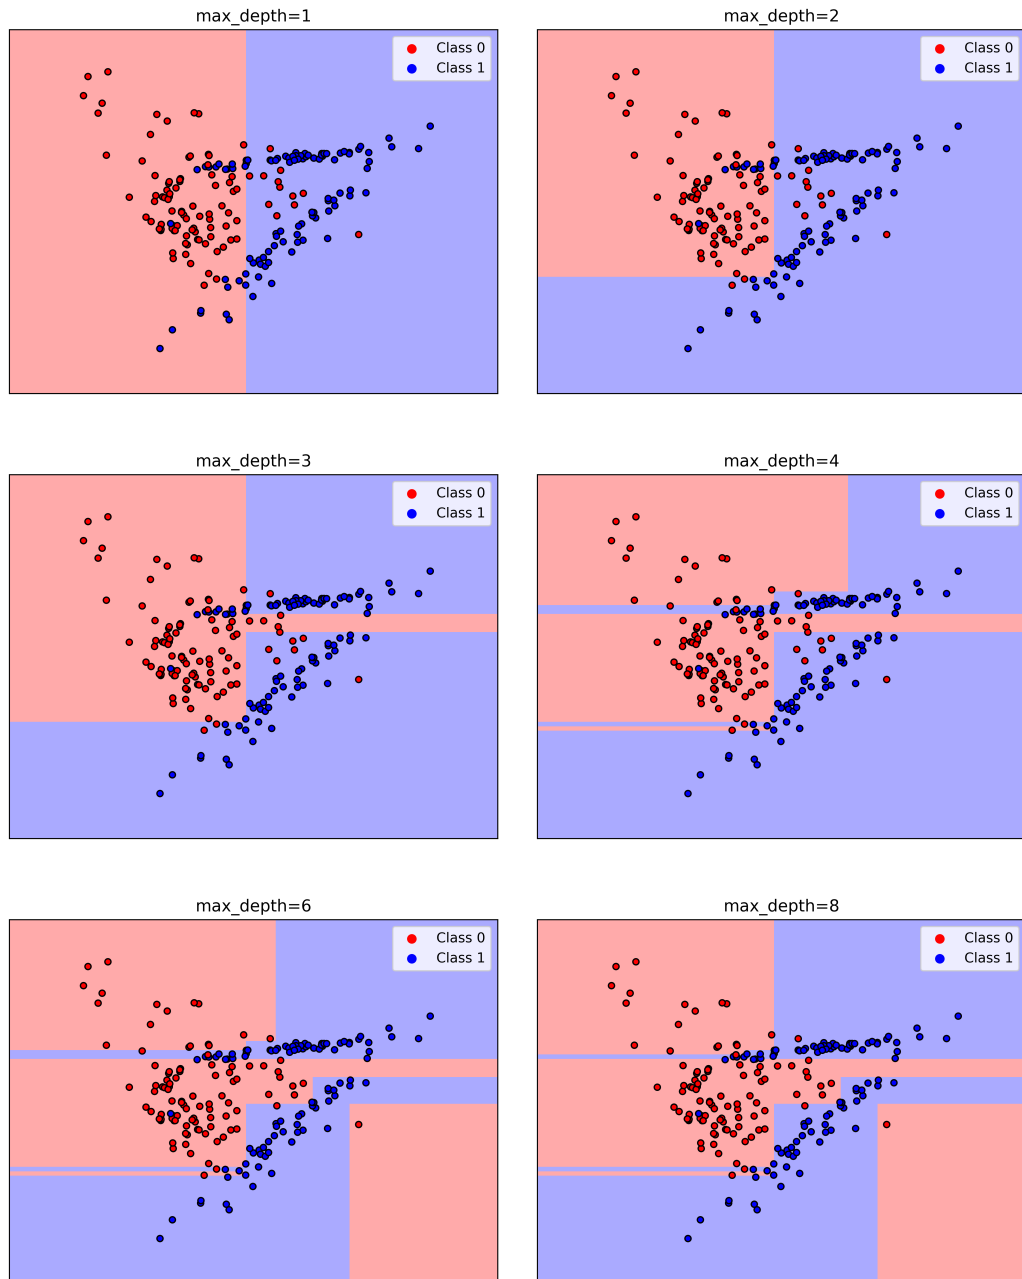 max_depth=1
Class 0
Class 1
max_depth=2
Class 0
Class 1
max_depth=3
Class 0
Class 1
max_depth=4
Class 0
Class 1
max_depth=6
Class 0
Class 1
max_depth=8
Class 0
Class 1